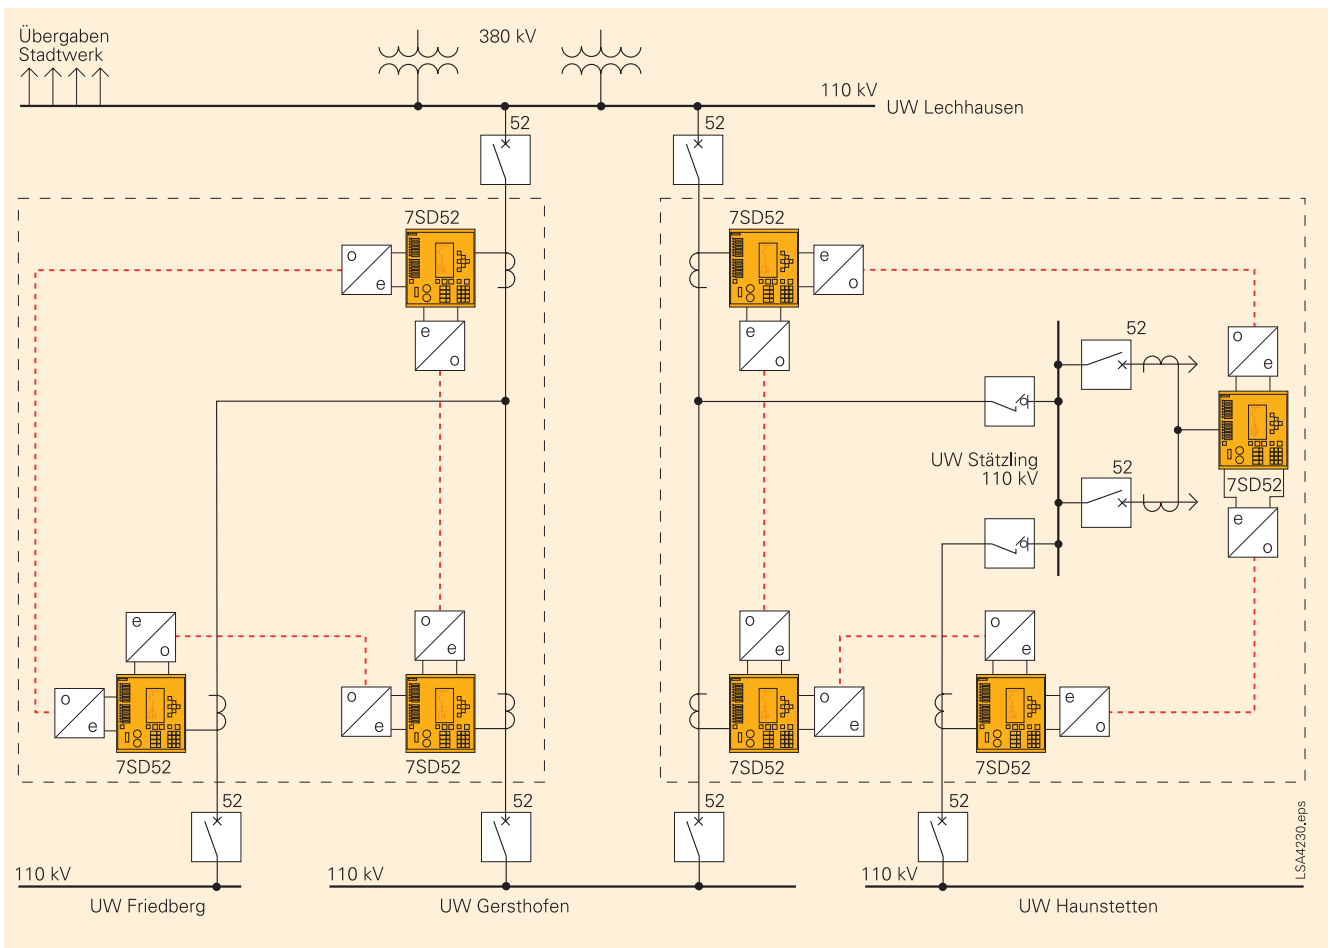 Übergaben
Stadtwerk
380 kV
110 kV
UW Lechhausen
52
52
7SD52
7SD52
o
e
e
o
e
o
e
o
52
o
e
UW Stätzling
110 kV
52
7SD52
e
o
e
o
o
e
o
e
o
e
o
e
o
e
o
e
e
o
7SD52
7SD52
7SD52
7SD52
52
52
52
52
LSA4230.eps
110 kV
110 kV
110 kV
UW Friedberg
UW Gersthofen
UW Haunstetten